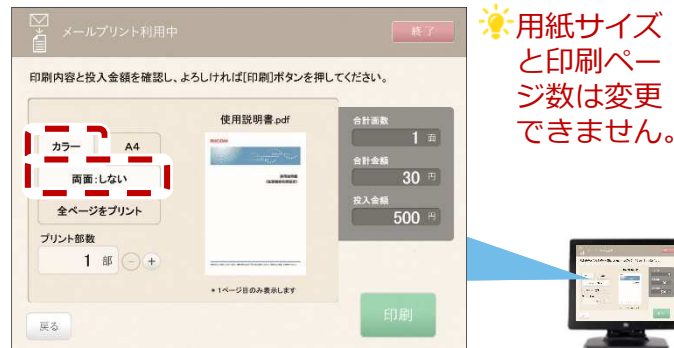 メールプリント利用中
終了
印刷内容と投入金額を確認し、よろしければ[印刷]ボタンを押してください。
使用説明書.pdf
カラー
A4
両面:しない
全ページをプリント
プリント部数
1 部 - +
RICOH
*1ページ目のみ表示します
合計面数
1 面
合計金額
30 円
投入金額
500 円
戻る
印刷
用紙サイズ
と印刷ペー
ジ数は変更
できません。